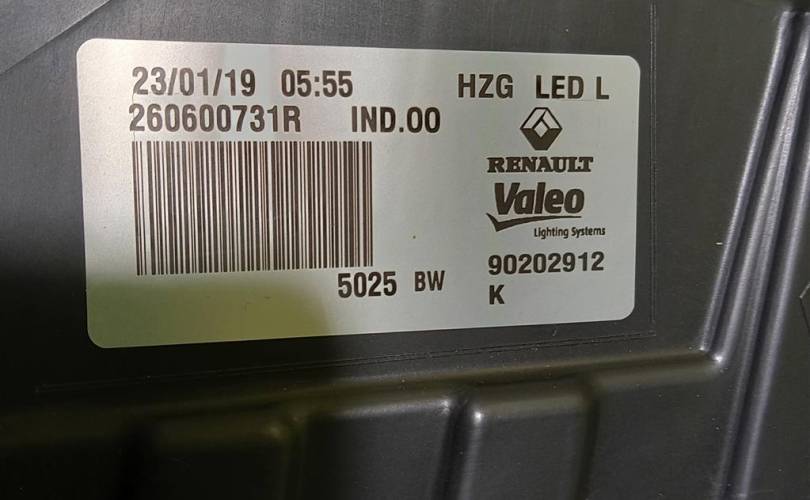 23/01/19 05:55 HZG LED L
260600731R IND.00
RENAULT
Valeo
Lighting Systems
5025 BW 90202912
K